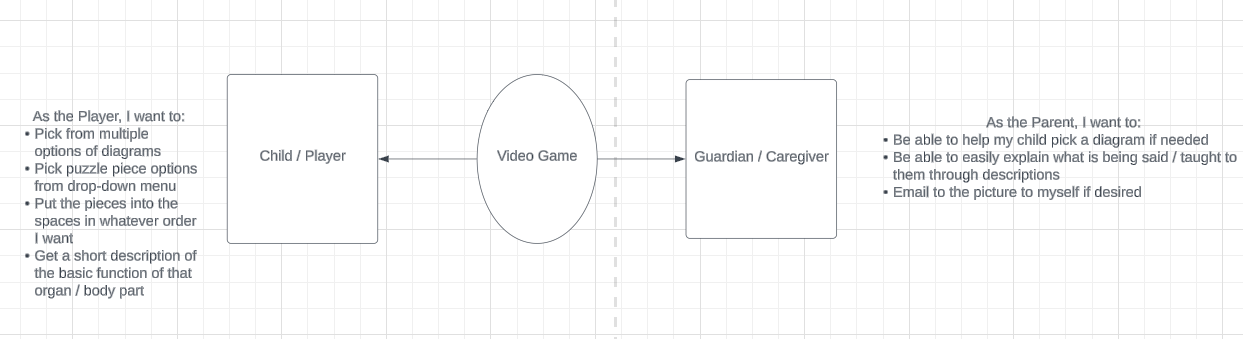 As the Player, I want to:
• Pick from multiple
options of diagrams
• Pick puzzle piece options
from drop-down menu
• Put the pieces into the
spaces in whatever order
I want
• Get a short description of
the basic function of that
organ / body part
Child / Player
Video Game
Guardian / Caregiver
As the Parent, I want to:
• Be able to help my child pick a diagram if needed
• Be able to easily explain what is being said / taught to
them through descriptions
• Email to the picture to myself if desired